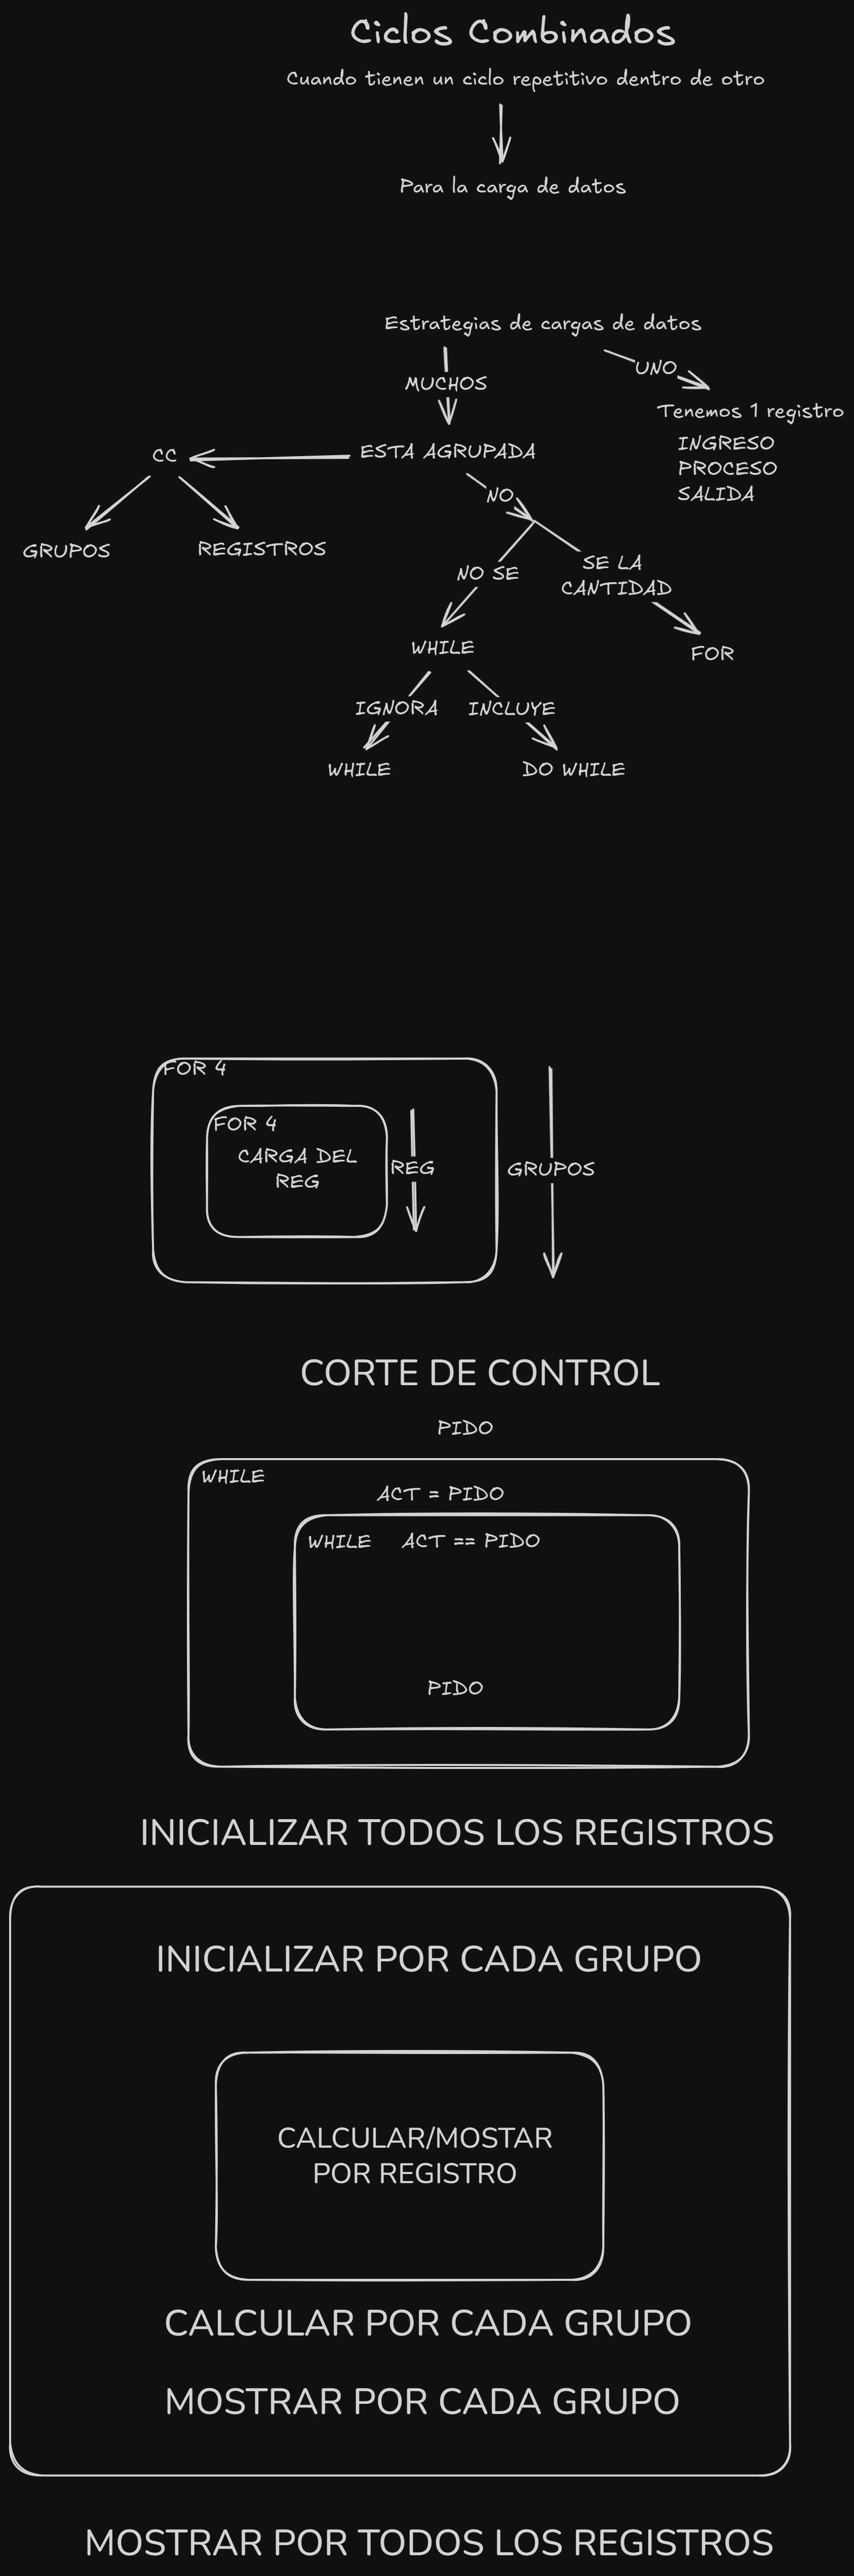 Ciclos Combinados
Cuando tienen un ciclo repetitivo dentro de otro
Para la carga de datos
Estrategias de cargas de datos
UNO
MUCHOS
Tenemos 1 registro
INGRESO
PROCESO
SALIDA
ESTA AGRUPADA
CC
NO
GRUPOS
REGISTROS
SE LA
CANTIDAD
NO SE
WHILE
FOR
IGNORA
INCLUYE
WHILE
DO WHILE
FOR 4
FOR 4
CARGA DEL
REG
REG
GRUPOS
CORTE DE CONTROL
PIDO
WHILE
ACT = PIDO
WHILE ACT == PIDO
PIDO
INICIALIZAR TODOS LOS REGISTROS
INICIALIZAR POR CADA GRUPO
CALCULAR/MOSTAR
POR REGISTRO
CALCULAR POR CADA GRUPO
MOSTRAR POR CADA GRUPO
MOSTRAR POR TODOS LOS REGISTROS